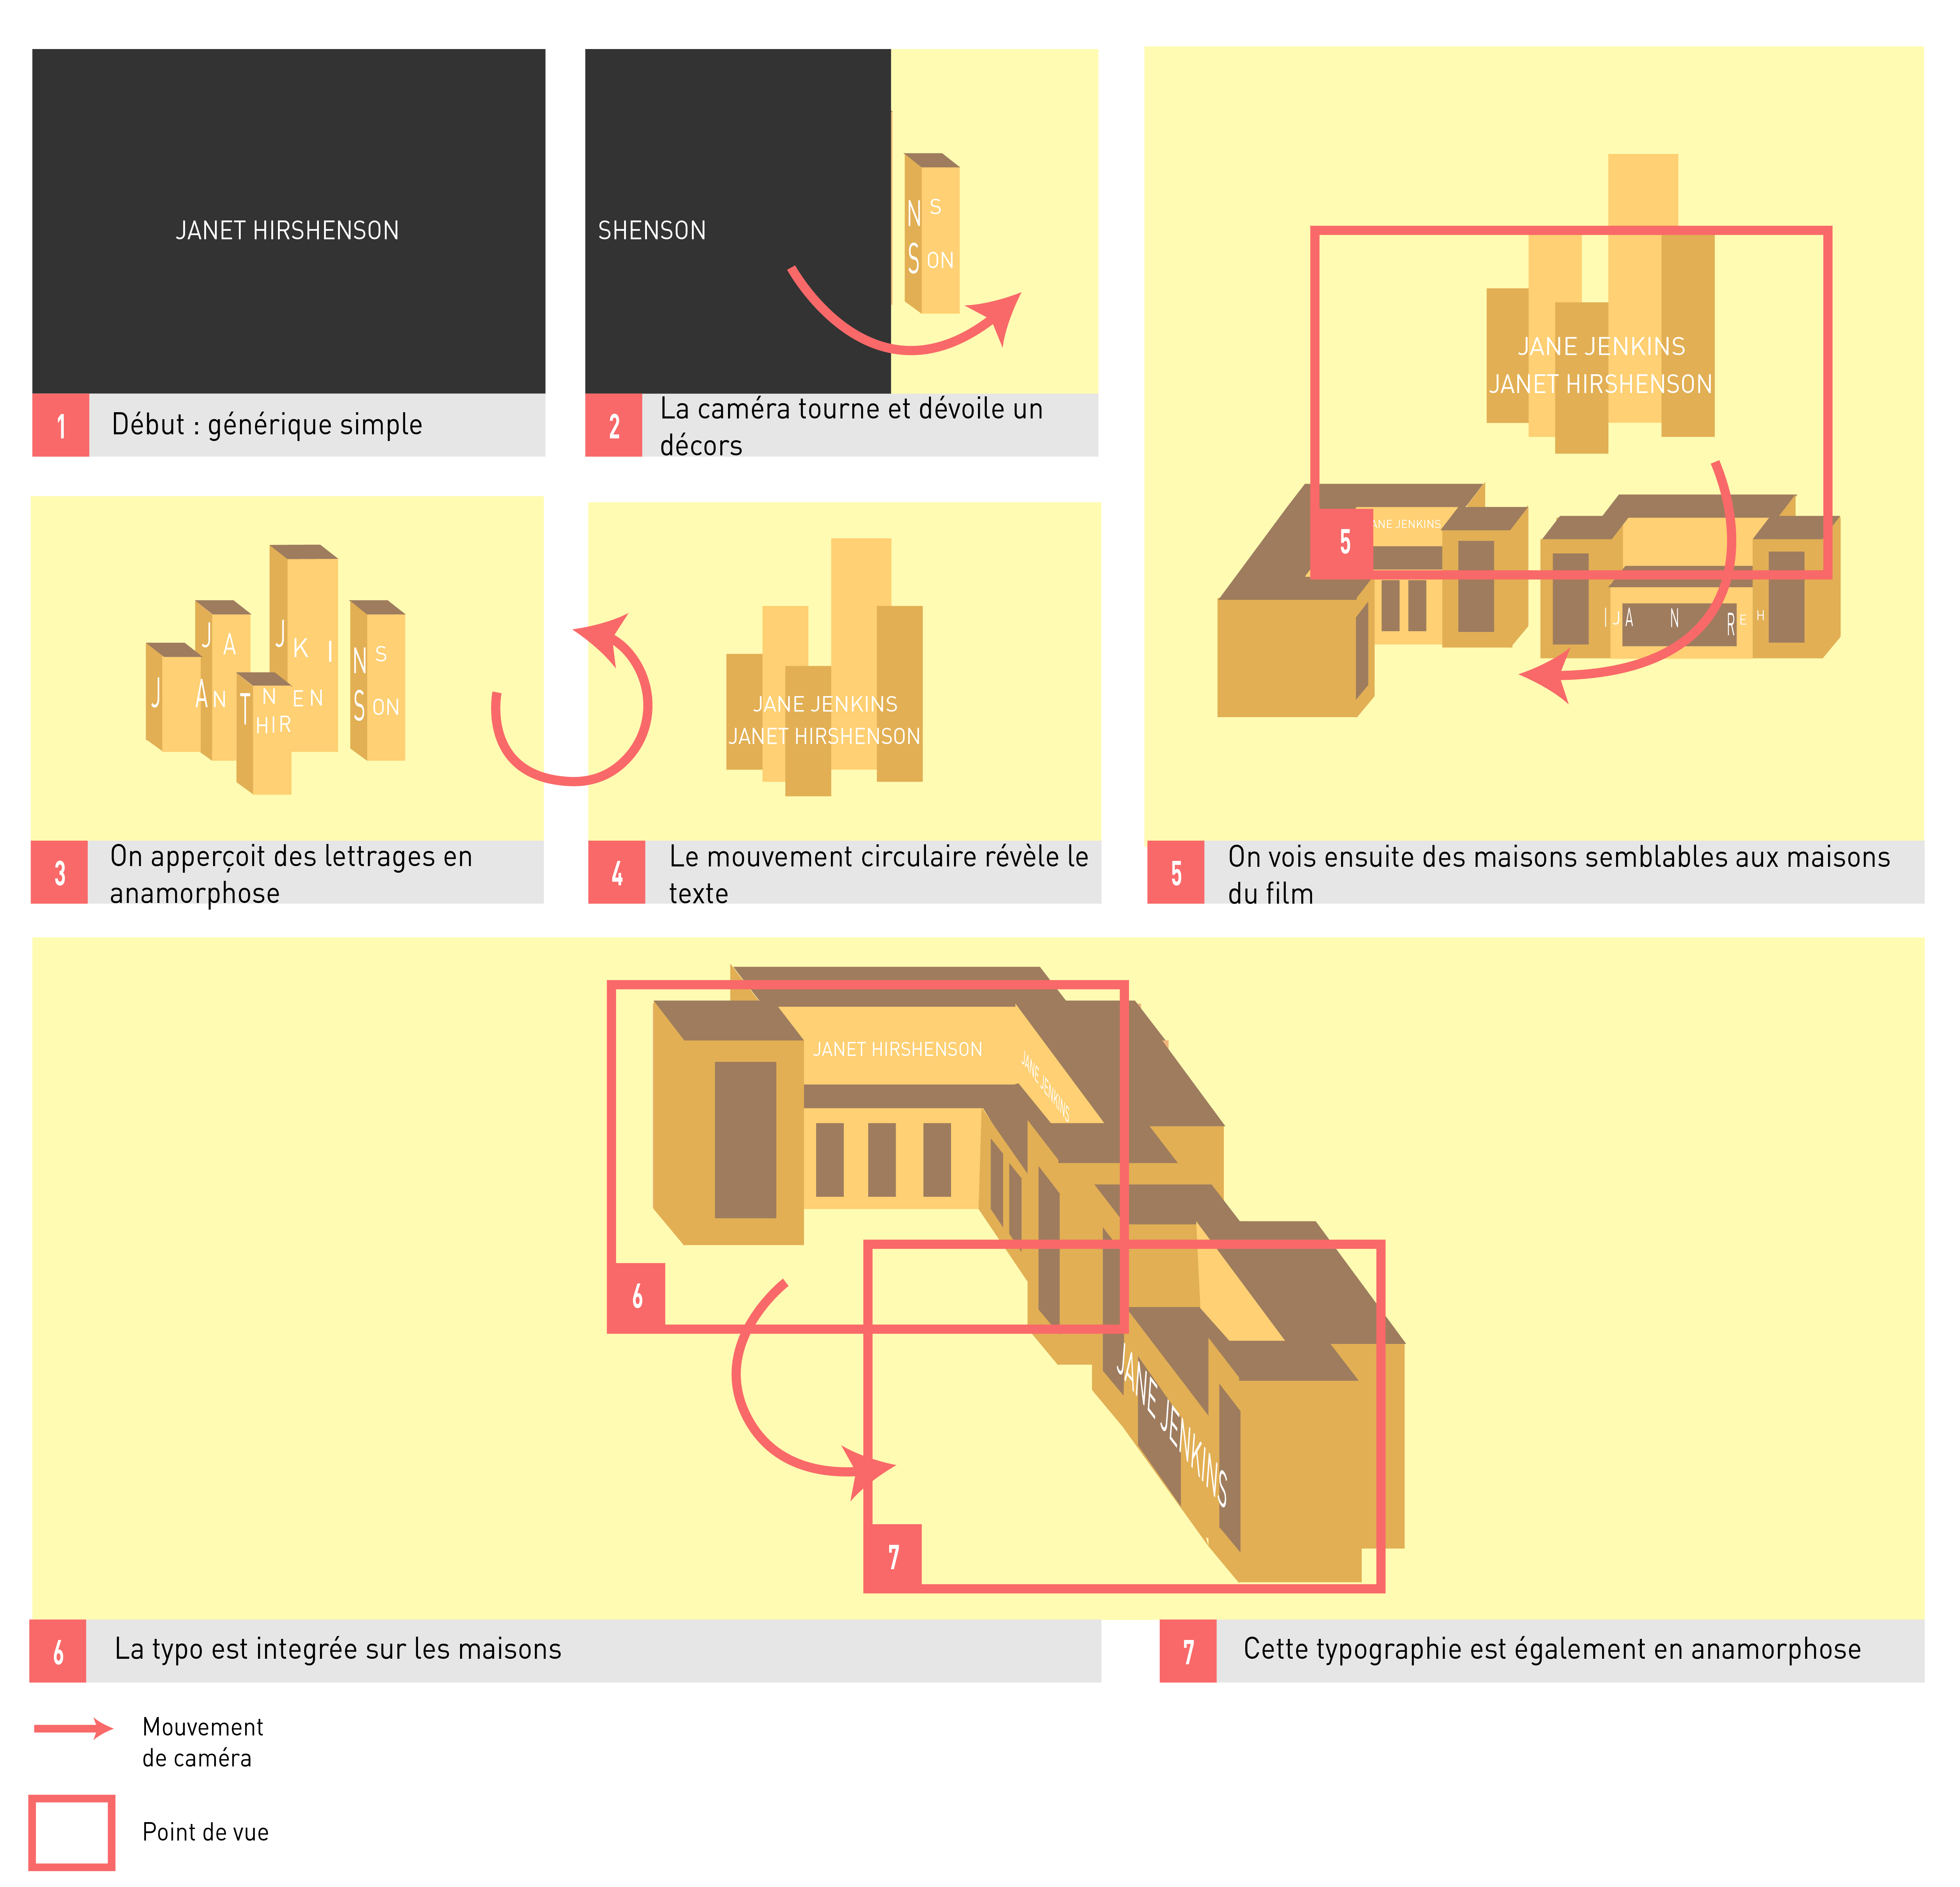 JANET HIRSHENSON
1
Début : générique simple
SHENSON
N S
S ON
2
La caméra tourne et dévoile un
décors
J A J K I N S
J A N T N E N S ON
HIR
3
On apperçoit des lettrages en
anamorphose
JANE JENKINS
JANET HIRSHENSON
4
Le mouvement circulaire révèle le
texte
JANE JENKINS
JANET HIRSHENSON
ANE JENKINS
5
I J A N R E H
5
On vois ensuite des maisons semblables aux maisons
du film
JANET HIRSHENSON
JANE JENKINS
6
JANE JENKINS
7
6
La typo est integrée sur les maisons
7
Cette typographie est également en anamorphose
Mouvement
de caméra
Point de vue